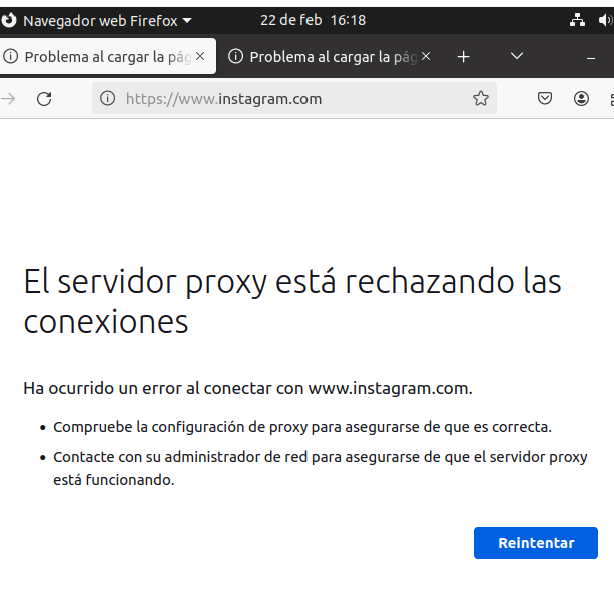 Navegador web Firefox 22 de feb 16:18
Problema al cargar la pág Problema al cargar la pág
https://www.instagram.com
El servidor proxy está rechazando las
conexiones
Ha ocurrido un error al conectar con www.instagram.com.
• Compruebe la configuración de proxy para asegurarse de que es correcta.
• Contacte con su administrador de red para asegurarse de que el servidor proxy
está funcionando.
Reintentar